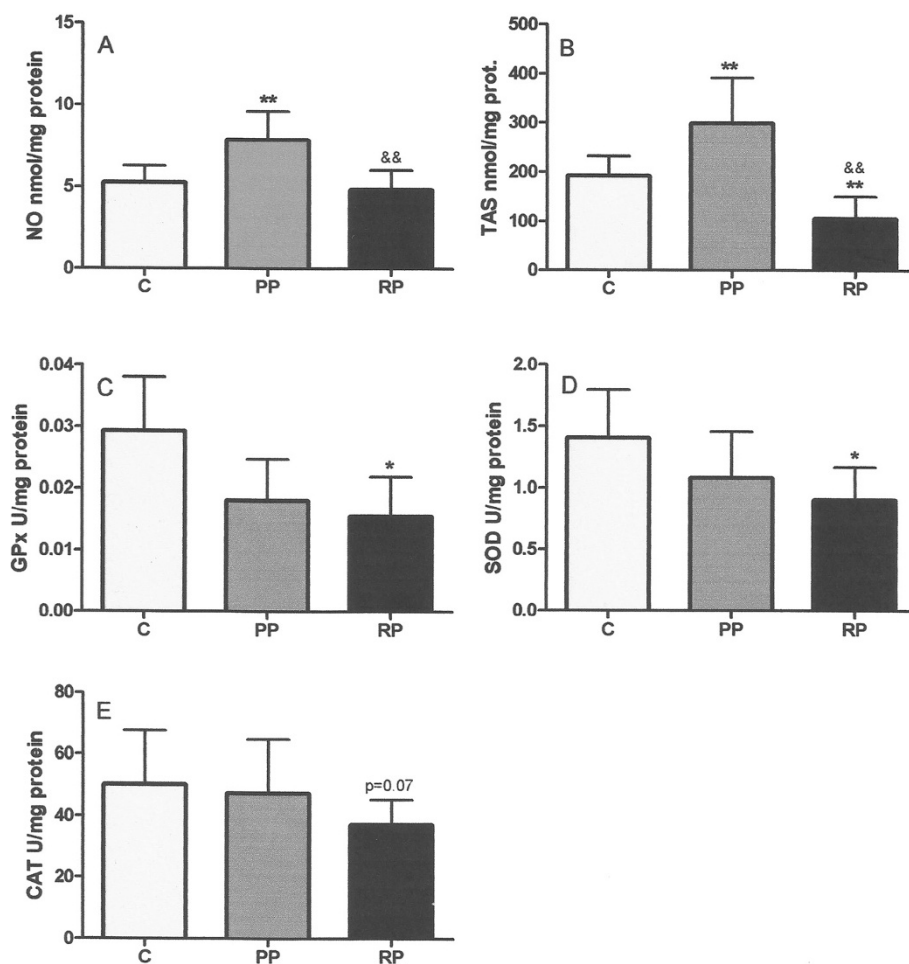 A
NO nmol/mg protein
15
10
5
0
**
&&
C PP RP
B
TAS nmol/mg prot.
500
400
300
200
100
0
**
&&
**
C PP RP
C
GPx U/mg protein
0.04
0.03
0.02
0.01
0.00
*
C PP RP
D
SOD U/mg protein
2.0
1.5
1.0
0.5
0.0
*
C PP RP
E
CAT U/mg protein
80
60
40
20
0
p=0.07
C PP RP